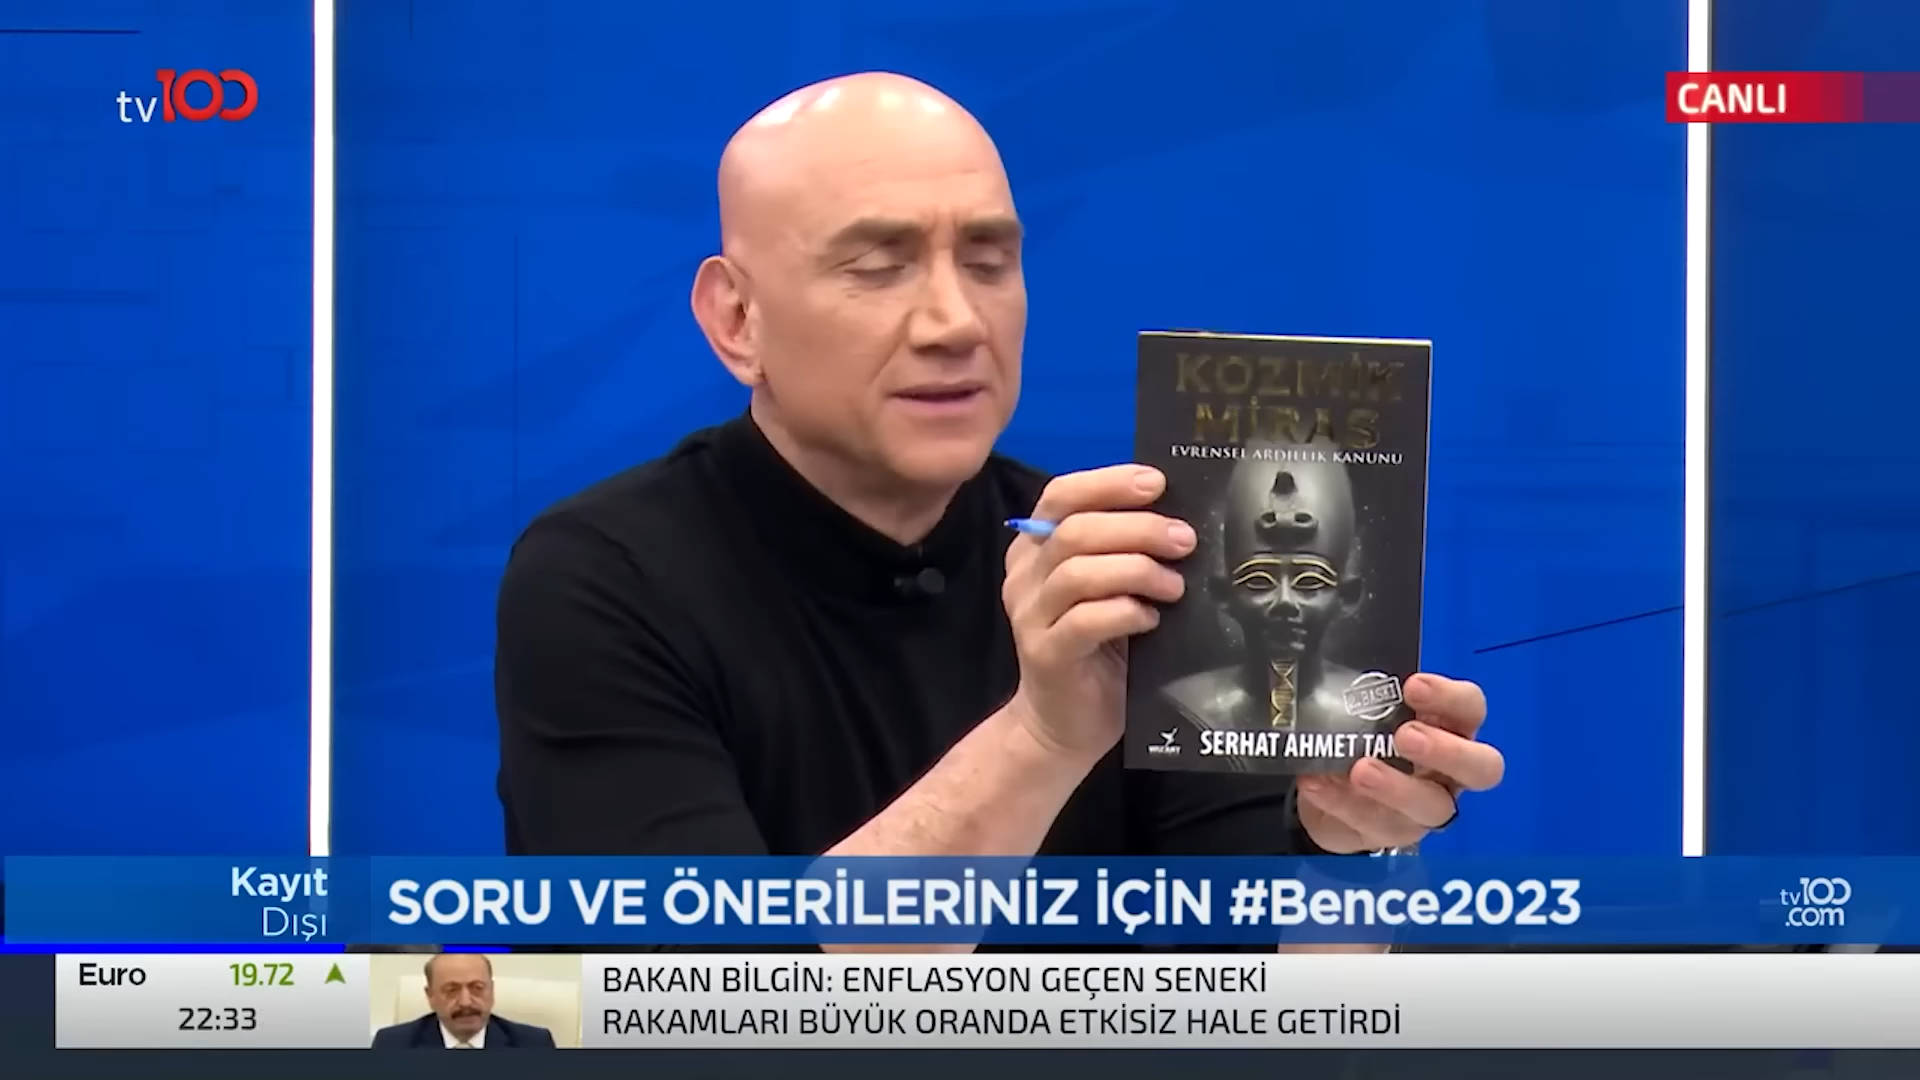 tv100
CANLI
KOZMİK
MİRAS
EVRENSEL ARDILLIK KANUNU
2. BASKI
SERHAT AHMET TAN
Kayıt
Dışı
SORU VE ÖNERİLERİNİZ İÇİN #Bence2023
tv100
.com
Euro 19.72
22:33
BAKAN BİLGİN: ENFLASYON GEÇEN SENEKİ
RAKAMLARI BÜYÜK ORANDA ETKİSİZ HALE GETİRDİ